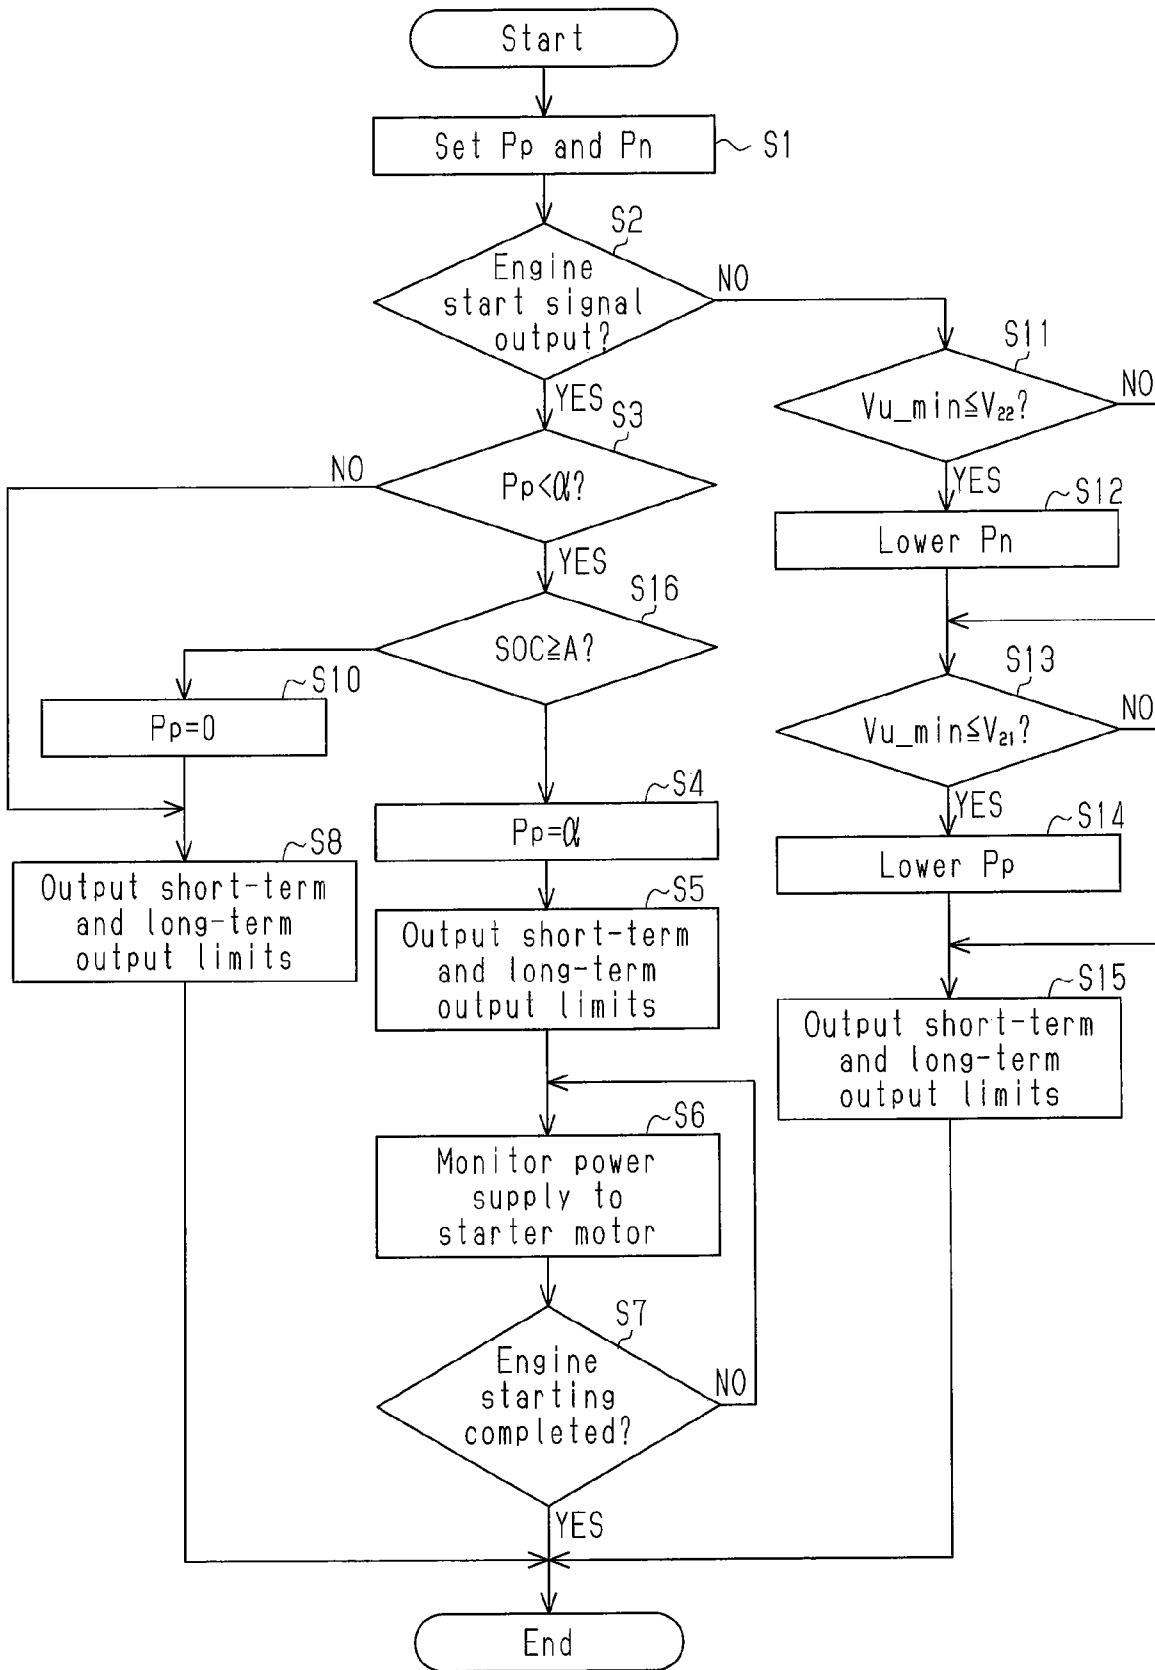 Start
Set Pp and Pn
S1
S2
Engine
start signal
output?
NO
YES
S11
Vu_min≦V22?
NO
YES
S3
Pp<α?
NO
YES
S12
Lower Pn
S16
SOC≧A?
S10
Pp=0
S13
Vu_min≦V21?
NO
YES
S4
Pp=α
S14
Lower Pp
S8
Output short-term
and long-term
output limits
S5
Output short-term
and long-term
output limits
S15
Output short-term
and long-term
output limits
S6
Monitor power
supply to
starter motor
S7
Engine
starting
completed?
NO
YES
End